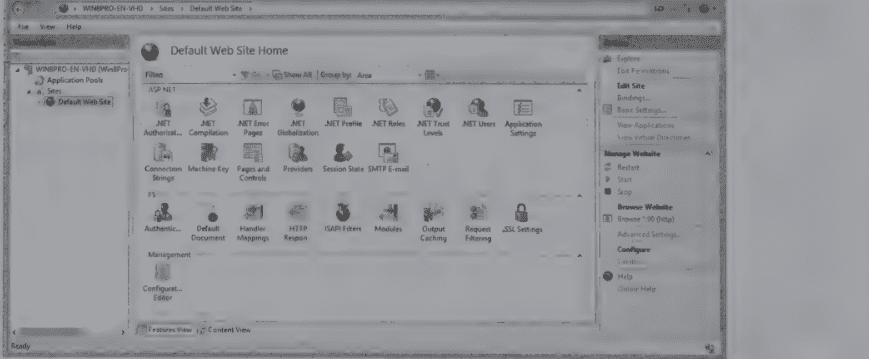 WIN8PRO-EN-VHD › Sites › Default Web Site ›
File View Help
WIN8PRO-EN-VHD (Win8Pro
Application Pools
Sites
Default Web Site
Default Web Site Home
Filter: Go Show All Group by: Area
ASP.NET
.NET Authorizat...
.NET Compilation
.NET Error Pages
.NET Globalization
.NET Profile
.NET Roles
.NET Trust Levels
.NET Users
Application Settings
Connection Strings
Machine Key
Pages and Controls
Providers
Session State
SMTP E-mail
IIS
Authentic...
Default Document
Handler Mappings
HTTP Respon
ISAPI Filters
Modules
Output Caching
Request Filtering
SSL Settings
Management
Configurat... Editor
Features View Content View
Ready
Explore
Edit Permissions
Edit Site
Bindings...
Basic Settings...
View Applications
View Virtual Directories
Manage Website
Restart
Start
Stop
Browse Website
Browse *:90 (http)
Advanced Settings...
Configure
Help
Online Help